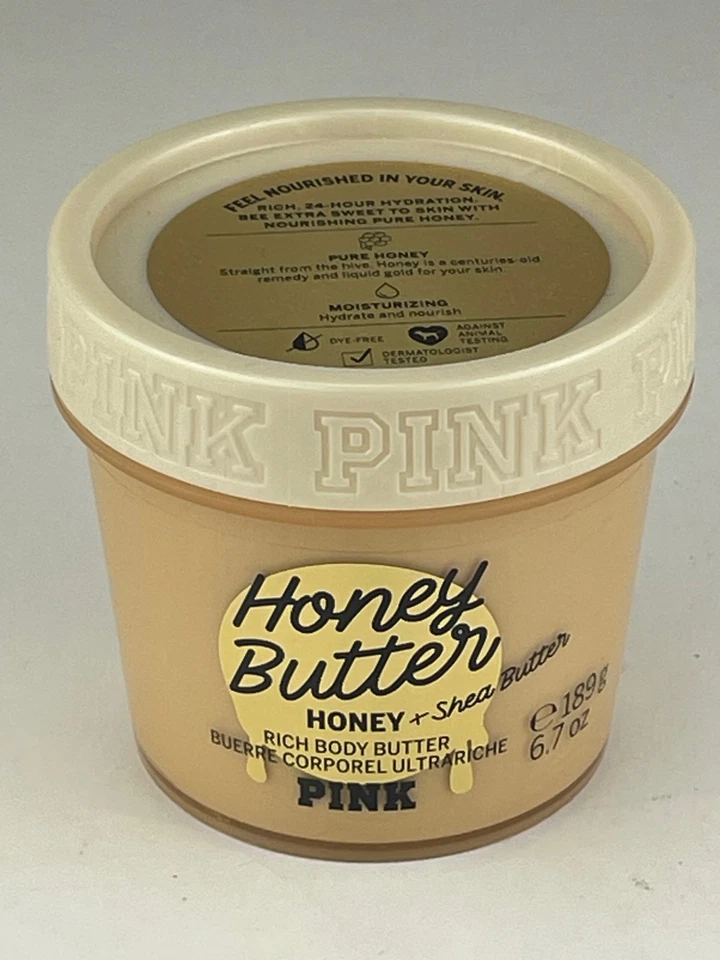 FEEL NOURISHED IN YOUR SKIN.
RICH, 24-HOUR HYDRATION.
BEE EXTRA SWEET TO SKIN WITH
NOURISHING PURE HONEY.
PURE HONEY
Straight from the hive. Honey is a centuries-old
remedy and liquid gold for your skin.
MOISTURIZING
Hydrate and nourish
DYE-FREE
AGAINST
ANIMAL
TESTING
DERMATOLOGIST
TESTED
INK PINK PI
Honey
Butter
HONEY + Shea Butter
RICH BODY BUTTER
BUERRE CORPOREL ULTRARICHE
PINK
e 189 g
6.7 oz